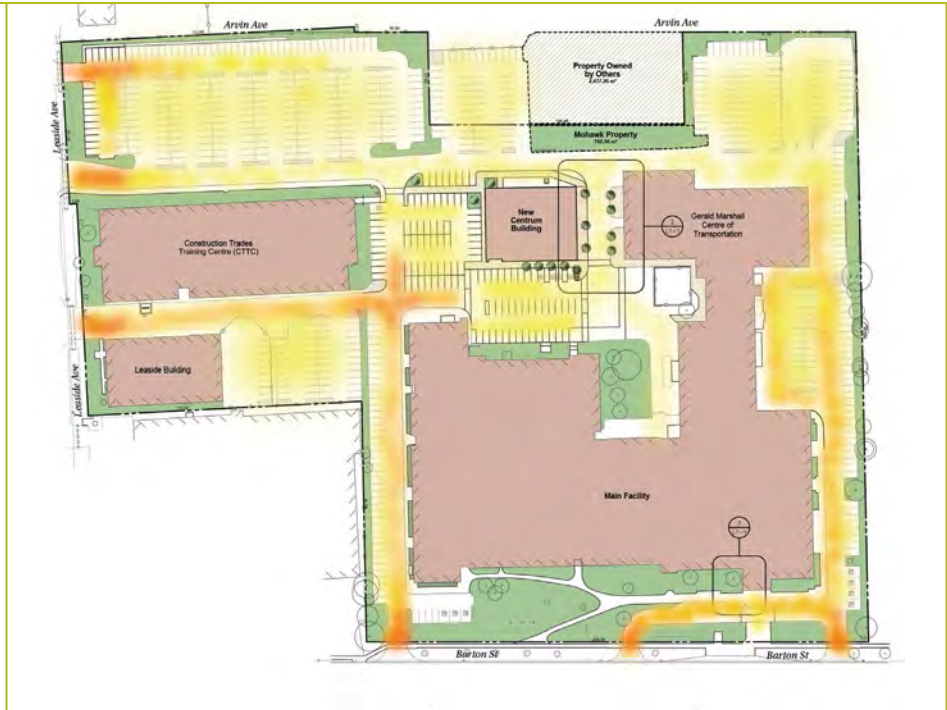 Arvin Ave
Arvin Ave
Property Owned
by Others
Mohawk Property
Leaside Ave
New
Centrum
Building
Gerald Marshall
Centre of
Transportation
Construction Trades
Training Centre (CTTC)
Leaside Building
Leaside Ave
Main Facility
Barton St
Barton St